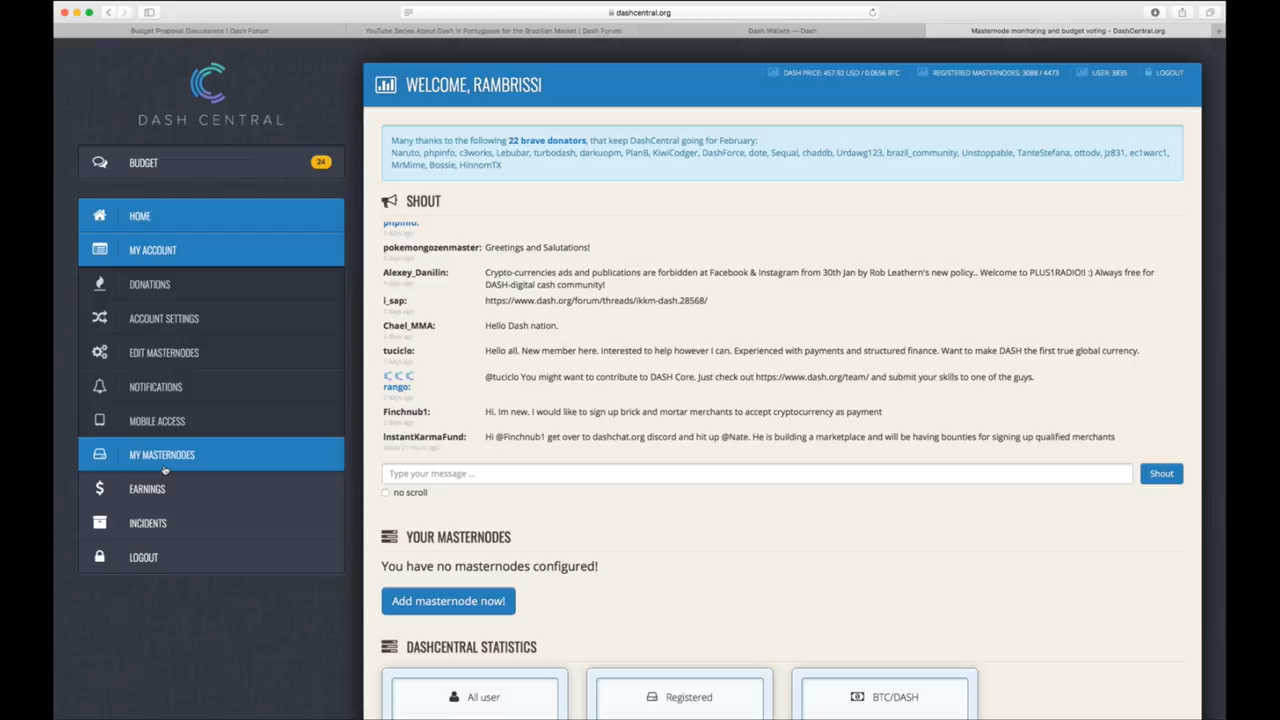 dashcentral.org
Budget Proposal Discussions | Dash Forum
YouTube Series About Dash in Portuguese for the Brazilian Market | Dash Forum
Dash Wallets — Dash
Masternode monitoring and budget voting - DashCentral.org
DASH CENTRAL
BUDGET 24
HOME
MY ACCOUNT
DONATIONS
ACCOUNT SETTINGS
EDIT MASTERNODES
NOTIFICATIONS
MOBILE ACCESS
MY MASTERNODES
EARNINGS
INCIDENTS
LOGOUT
WELCOME, RAMBRISSI
DASH PRICE: 457.92 USD / 0.0656 BTC
REGISTERED MASTERNODES: 3088 / 4473
USER: 3835
LOGOUT
Many thanks to the following 22 brave donators, that keep DashCentral going for February:
Naruto, phpinfo, c3works, Lebubar, turbodash, darkuopm, PlanB, KiwiCodger, DashForce, dote, Sequal, chaddb, Urdawg123, brazil_community, Unstoppable, TanteStefana, ottodv, jz831, ec1warc1,
MrMime, Bossie, HinnomTX
SHOUT
phpinfo:
pokemongozenmaster: Greetings and Salutations!
Alexey_Danilin: Crypto-currencies ads and publications are forbidden at Facebook & Instagram from 30th Jan by Rob Leathern's new policy.. Welcome to PLUS1RADIO!! :) Always free for
DASH-digital cash community!
i_sap: https://www.dash.org/forum/threads/ikkm-dash.28568/
3 days ago
Chael_MMA: Hello Dash nation.
tuciclo: Hello all. New member here. Interested to help however I can. Experienced with payments and structured finance. Want to make DASH the first true global currency.
rango: @tuciclo You might want to contribute to DASH Core. Just check out https://www.dash.org/team/ and submit your skills to one of the guys.
2 days ago
Finchnub1: Hi. im new. i would like to sign up brick and mortar merchants to accept cryptocurrency as payment
2 days ago
InstantKarmaFund: Hi @Finchnub1 get over to dashchat.org discord and hit up @Nate. He is building a marketplace and will be having bounties for signing up qualified merchants
about 21 hours ago
Type your message ...
Shout
no scroll
YOUR MASTERNODES
You have no masternodes configured!
Add masternode now!
DASHCENTRAL STATISTICS
All user
Registered
BTC/DASH